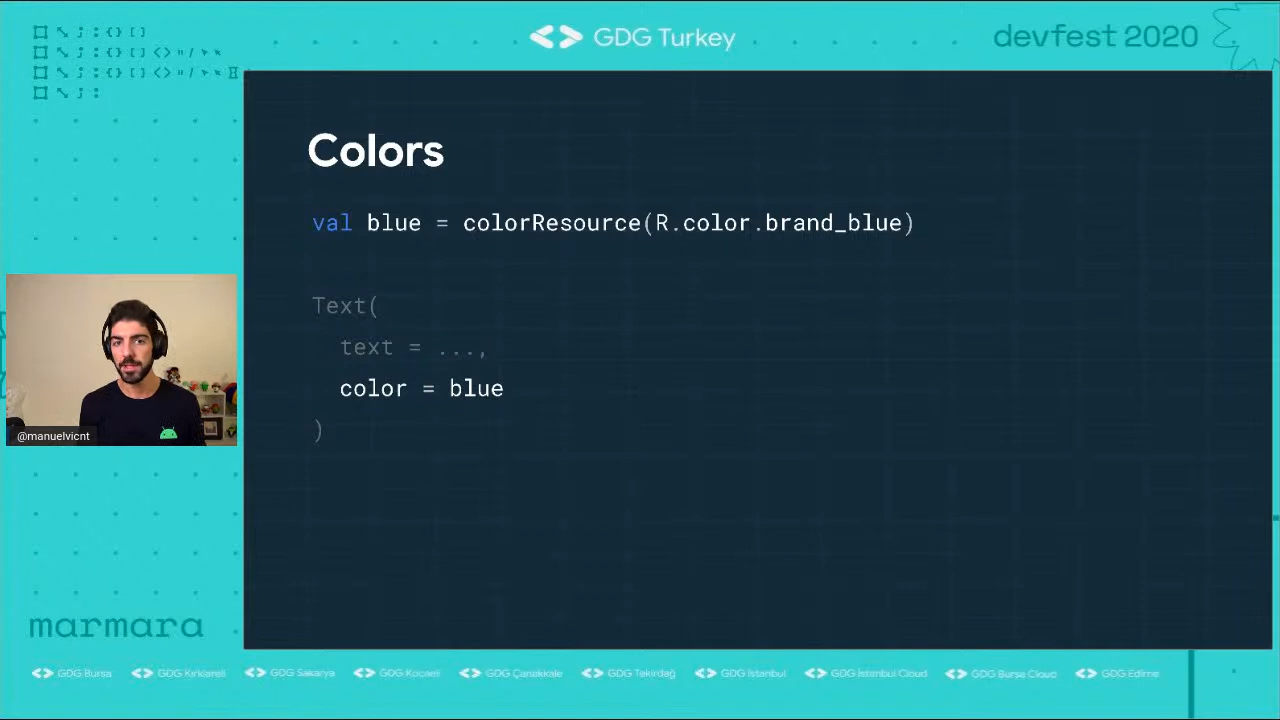 GDG Turkey
devfest 2020
Colors
val blue = colorResource(R.color.brand_blue)
Text(
text = ...,
color = blue
)
@manuelvicnt
marmara
GDG Bursa
GDG Kırklareli
GDG Sakarya
GDG Kocaeli
GDG Çanakkale
GDG Tekirdağ
GDG İstanbul
GDG İstanbul Cloud
GDG Bursa Cloud
GDG Edirne